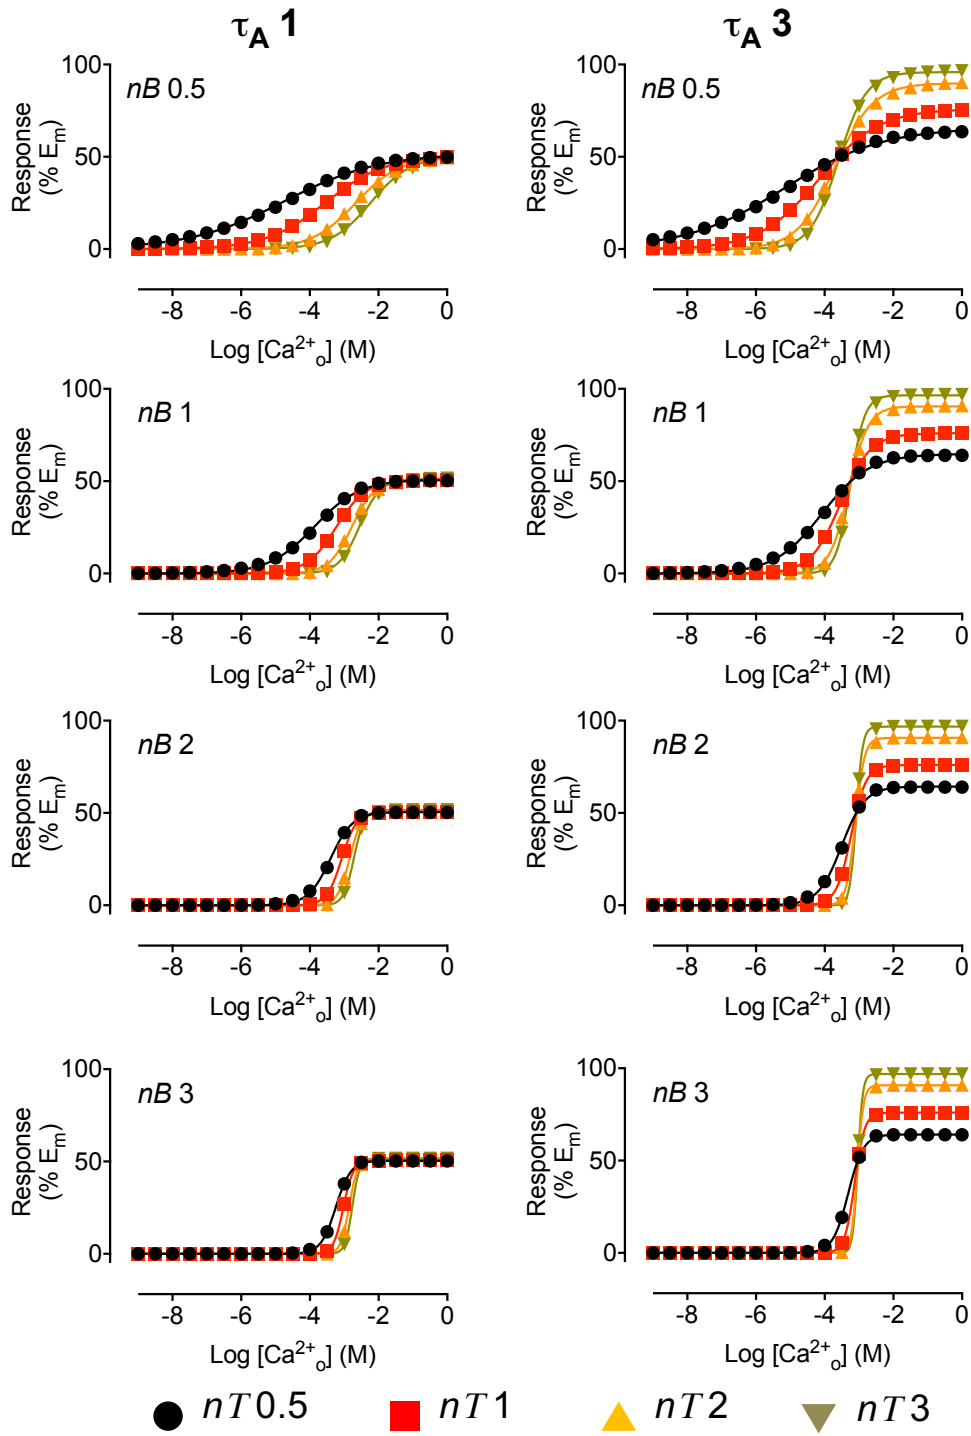 τA 1
τA 3
nB 0.5
Response
(% Em)
100
50
0
-8 -6 -4 -2 0
Log [Ca2+o] (M)
nB 0.5
Response
(% Em)
100
50
0
-8 -6 -4 -2 0
Log [Ca2+o] (M)
nB 1
Response
(% Em)
100
50
0
-8 -6 -4 -2 0
Log [Ca2+o] (M)
nB 1
Response
(% Em)
100
50
0
-8 -6 -4 -2 0
Log [Ca2+o] (M)
nB 2
Response
(% Em)
100
50
0
-8 -6 -4 -2 0
Log [Ca2+o] (M)
nB 2
Response
(% Em)
100
50
0
-8 -6 -4 -2 0
Log [Ca2+o] (M)
nB 3
Response
(% Em)
100
50
0
-8 -6 -4 -2 0
Log [Ca2+o] (M)
nB 3
Response
(% Em)
100
50
0
-8 -6 -4 -2 0
Log [Ca2+o] (M)
nT 0.5 nT 1 nT 2 nT 3